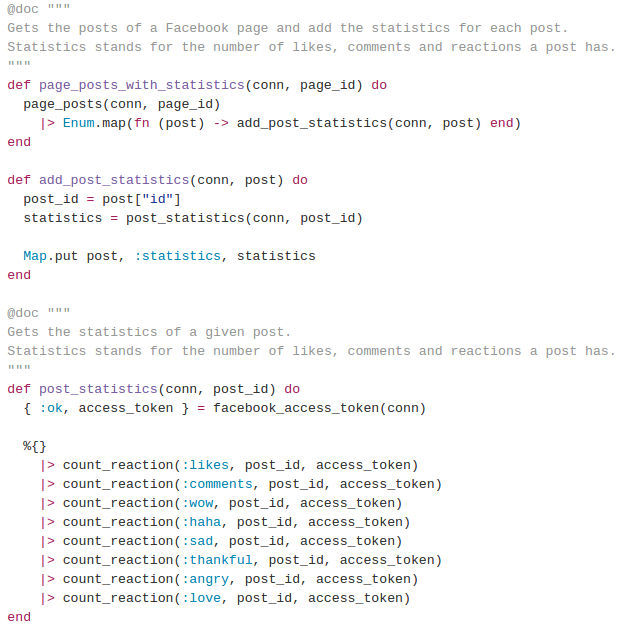 @doc """
Gets the posts of a Facebook page and add the statistics for each post.
Statistics stands for the number of likes, comments and reactions a post has.
"""
def page_posts_with_statistics(conn, page_id) do
  page_posts(conn, page_id)
    |> Enum.map(fn (post) -> add_post_statistics(conn, post) end)
end

def add_post_statistics(conn, post) do
  post_id = post["id"]
  statistics = post_statistics(conn, post_id)

  Map.put post, :statistics, statistics
end

@doc """
Gets the statistics of a given post.
Statistics stands for the number of likes, comments and reactions a post has.
"""
def post_statistics(conn, post_id) do
  { :ok, access_token } = facebook_access_token(conn)

  %{}
    |> count_reaction(:likes, post_id, access_token)
    |> count_reaction(:comments, post_id, access_token)
    |> count_reaction(:wow, post_id, access_token)
    |> count_reaction(:haha, post_id, access_token)
    |> count_reaction(:sad, post_id, access_token)
    |> count_reaction(:thankful, post_id, access_token)
    |> count_reaction(:angry, post_id, access_token)
    |> count_reaction(:love, post_id, access_token)
end